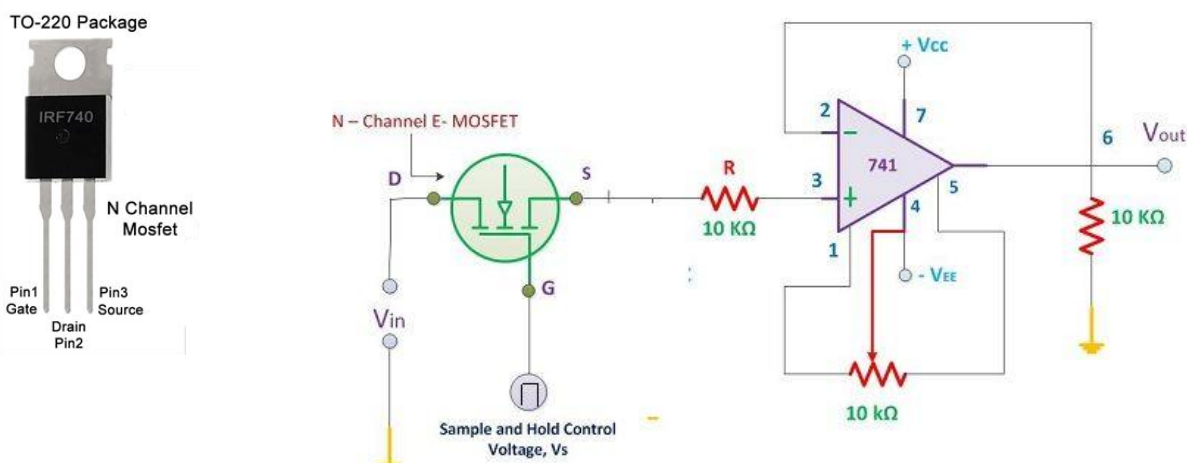 TO-220 Package
IRF740
N Channel
Mosfet
Pin1
Gate
Drain
Pin2
Pin3
Source
N – Channel E- MOSFET
D
S
G
Vin
Sample and Hold Control
Voltage, Vs
R
10 KΩ
+ Vcc
2
7
−
741
3
+
1
4
5
6
Vout
- VEE
10 KΩ
10 kΩ